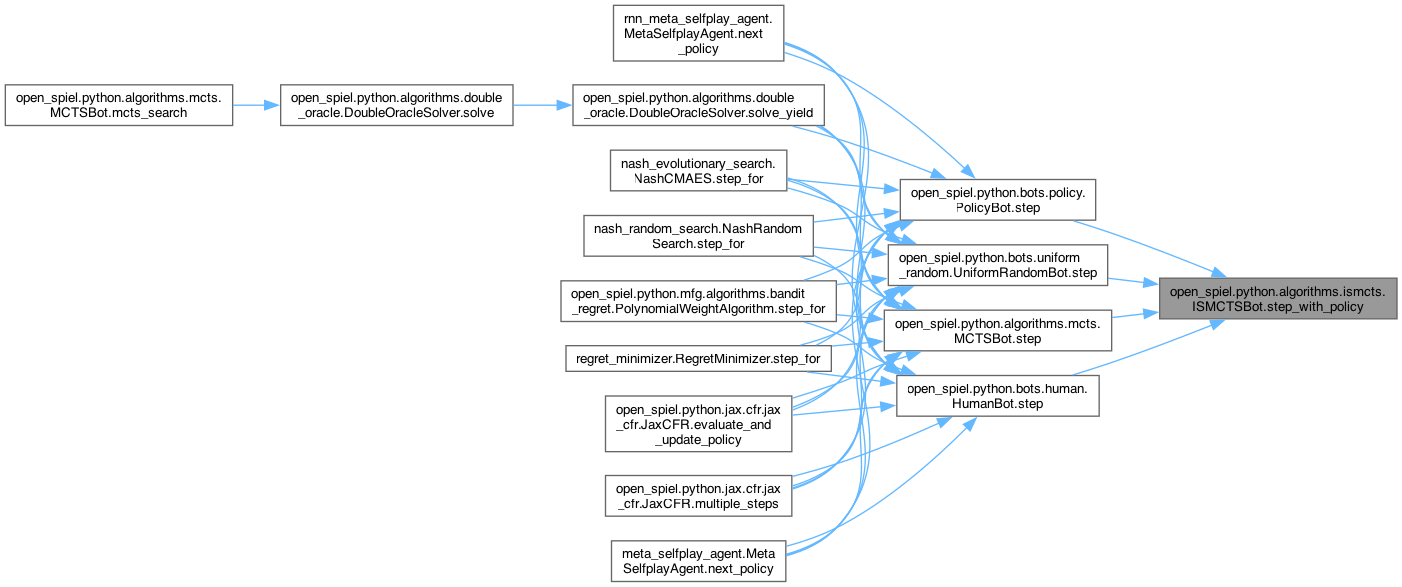 rnn_meta_selfplay_agent.
MetaSelfplayAgent.next
_policy
open_spiel.python.algorithms.mcts.
MCTSBot.mcts_search
open_spiel.python.algorithms.double
_oracle.DoubleOracleSolver.solve
open_spiel.python.algorithms.double
_oracle.DoubleOracleSolver.solve_yield
nash_evolutionary_search.
NashCMAES.step_for
nash_random_search.NashRandom
Search.step_for
open_spiel.python.mfg.algorithms.bandit
_regret.PolynomialWeightAlgorithm.step_for
regret_minimizer.RegretMinimizer.step_for
open_spiel.python.jax.cfr.jax
_cfr.JaxCFR.evaluate_and
_update_policy
open_spiel.python.jax.cfr.jax
_cfr.JaxCFR.multiple_steps
meta_selfplay_agent.Meta
SelfplayAgent.next_policy
open_spiel.python.bots.policy.
PolicyBot.step
open_spiel.python.bots.uniform
_random.UniformRandomBot.step
open_spiel.python.algorithms.mcts.
MCTSBot.step
open_spiel.python.bots.human.
HumanBot.step
open_spiel.python.algorithms.ismcts.
ISMCTSBot.step_with_policy